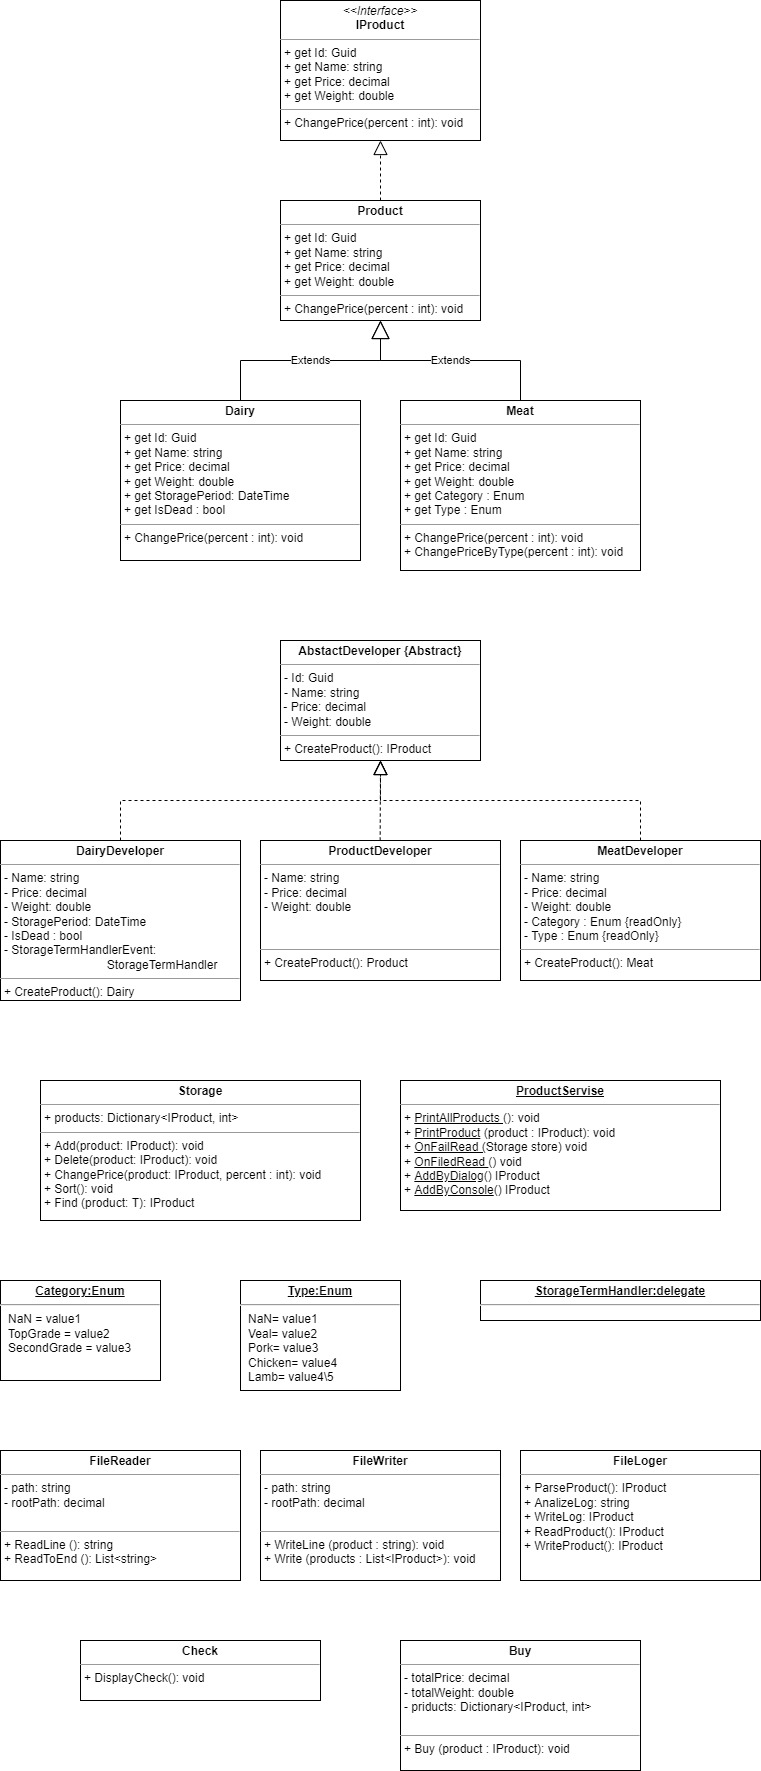 <<Interface>>
IProduct
+ get Id: Guid
+ get Name: string
+ get Price: decimal
+ get Weight: double
+ ChangePrice(percent : int): void
Product
+ get Id: Guid
+ get Name: string
+ get Price: decimal
+ get Weight: double
+ ChangePrice(percent : int): void
Extends
Extends
Dairy
+ get Id: Guid
+ get Name: string
+ get Price: decimal
+ get Weight: double
+ get StoragePeriod: DateTime
+ get IsDead : bool
+ ChangePrice(percent : int): void
Meat
+ get Id: Guid
+ get Name: string
+ get Price: decimal
+ get Weight: double
+ get Category : Enum
+ get Type : Enum
+ ChangePrice(percent : int): void
+ ChangePriceByType(percent : int): void
AbstactDeveloper {Abstract}
- Id: Guid
- Name: string
- Price: decimal
- Weight: double
+ CreateProduct(): IProduct
DairyDeveloper
- Name: string
- Price: decimal
- Weight: double
- StoragePeriod: DateTime
- IsDead : bool
- StorageTermHandlerEvent:
StorageTermHandler
+ CreateProduct(): Dairy
ProductDeveloper
- Name: string
- Price: decimal
- Weight: double
+ CreateProduct(): Product
MeatDeveloper
- Name: string
- Price: decimal
- Weight: double
- Category : Enum {readOnly}
- Type : Enum {readOnly}
+ CreateProduct(): Meat
Storage
+ products: Dictionary<IProduct, int>
+ Add(product: IProduct): void
+ Delete(product: IProduct): void
+ ChangePrice(product: IProduct, percent : int): void
+ Sort(): void
+ Find (product: T): IProduct
ProductServise
+ PrintAllProducts (): void
+ PrintProduct (product : IProduct): void
+ OnFailRead (Storage store) void
+ OnFiledRead () void
+ AddByDialog() IProduct
+ AddByConsole() IProduct
Category:Enum
NaN = value1
TopGrade = value2
SecondGrade = value3
Type:Enum
NaN= value1
Veal= value2
Pork= value3
Chicken= value4
Lamb= value4\5
StorageTermHandler:delegate
FileReader
- path: string
- rootPath: decimal
+ ReadLine (): string
+ ReadToEnd (): List<string>
FileWriter
- path: string
- rootPath: decimal
+ WriteLine (product : string): void
+ Write (products : List<IProduct>): void
FileLoger
+ ParseProduct(): IProduct
+ AnalizeLog: string
+ WriteLog: IProduct
+ ReadProduct(): IProduct
+ WriteProduct(): IProduct
Check
+ DisplayCheck(): void
Buy
- totalPrice: decimal
- totalWeight: double
- priducts: Dictionary<IProduct, int>
+ Buy (product : IProduct): void